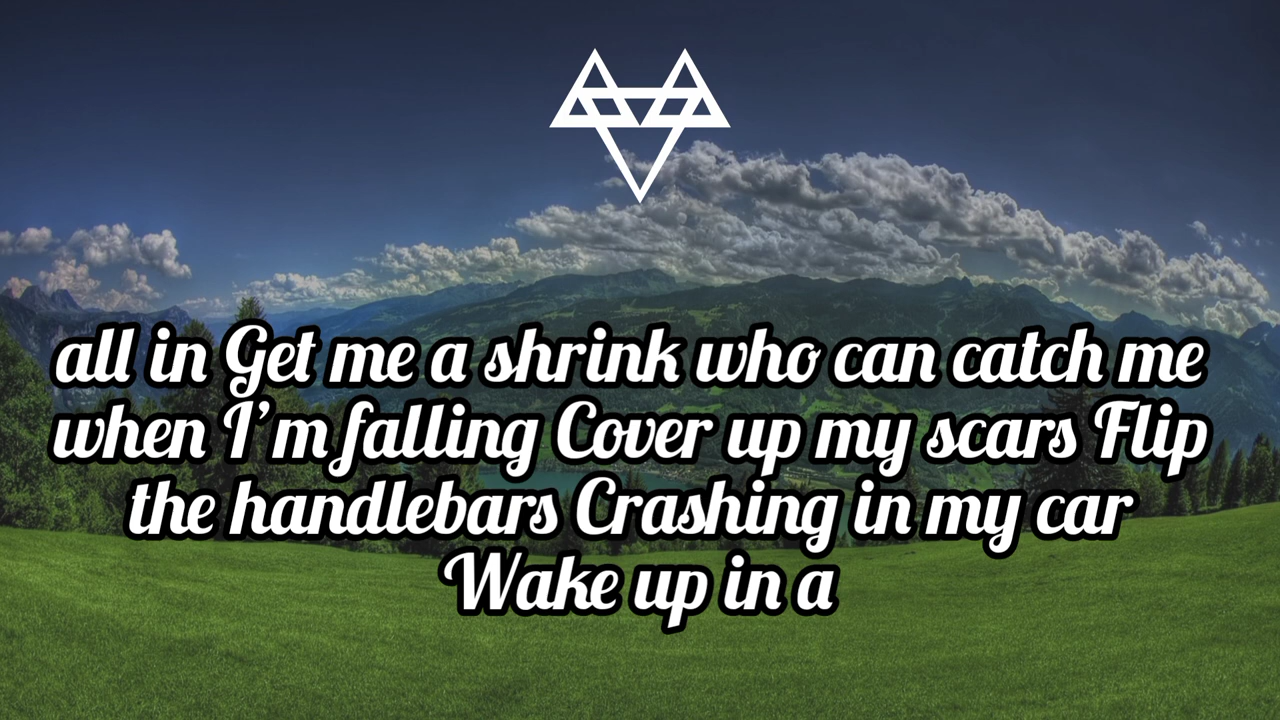 all in Get me a shrink who can catch me
when I’m falling Cover up my scars Flip
the handlebars Crashing in my car
Wake up in a